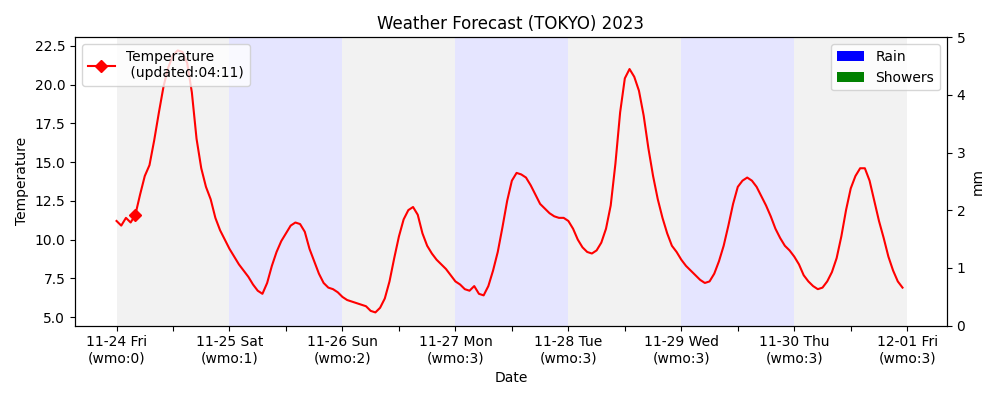 Weather Forecast (TOKYO) 2023
Temperature
(updated:04:11)
Rain
Showers
Temperature
22.5
20.0
17.5
15.0
12.5
10.0
7.5
5.0
5
4
3
2
1
0
mm
11-24 Fri
(wmo:0)
11-25 Sat
(wmo:1)
11-26 Sun
(wmo:2)
11-27 Mon
(wmo:3)
11-28 Tue
(wmo:3)
11-29 Wed
(wmo:3)
11-30 Thu
(wmo:3)
12-01 Fri
(wmo:3)
Date